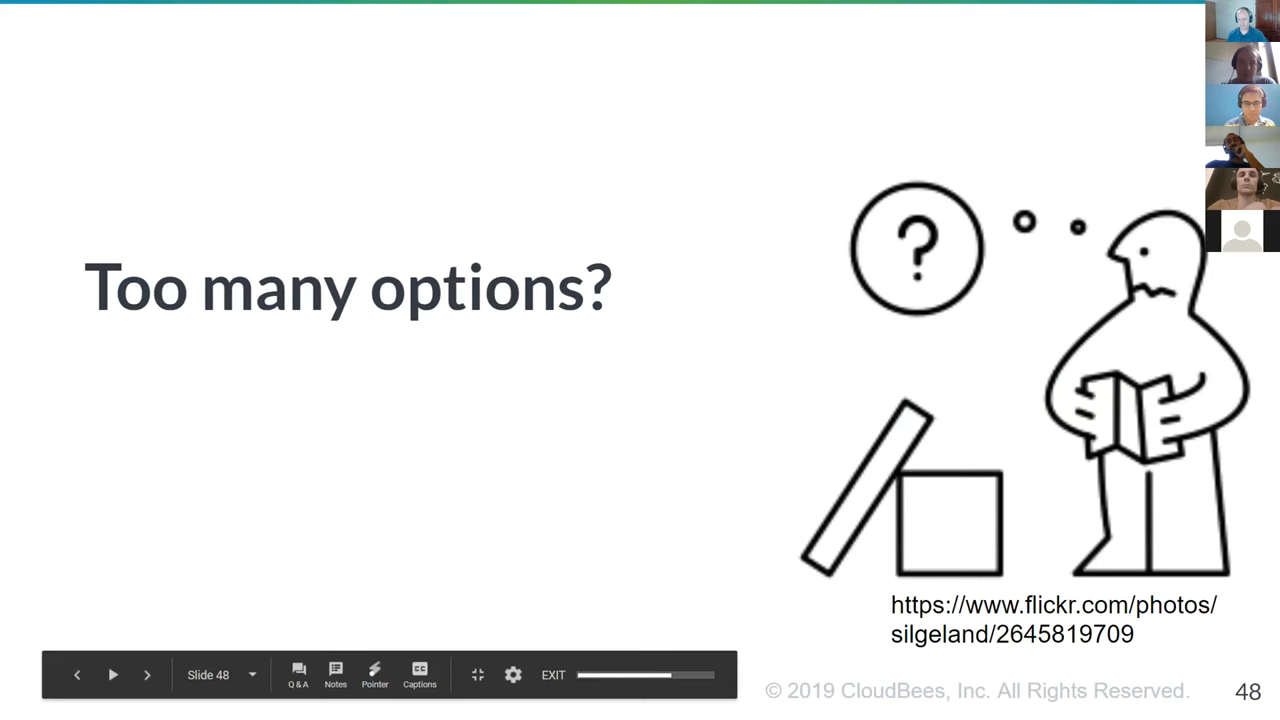 Too many options?
?
https://www.flickr.com/photos/
silgeland/2645819709
Slide 48
Q & A
Notes
Pointer
CC
Captions
EXIT
© 2019 CloudBees, Inc. All Rights Reserved.
48